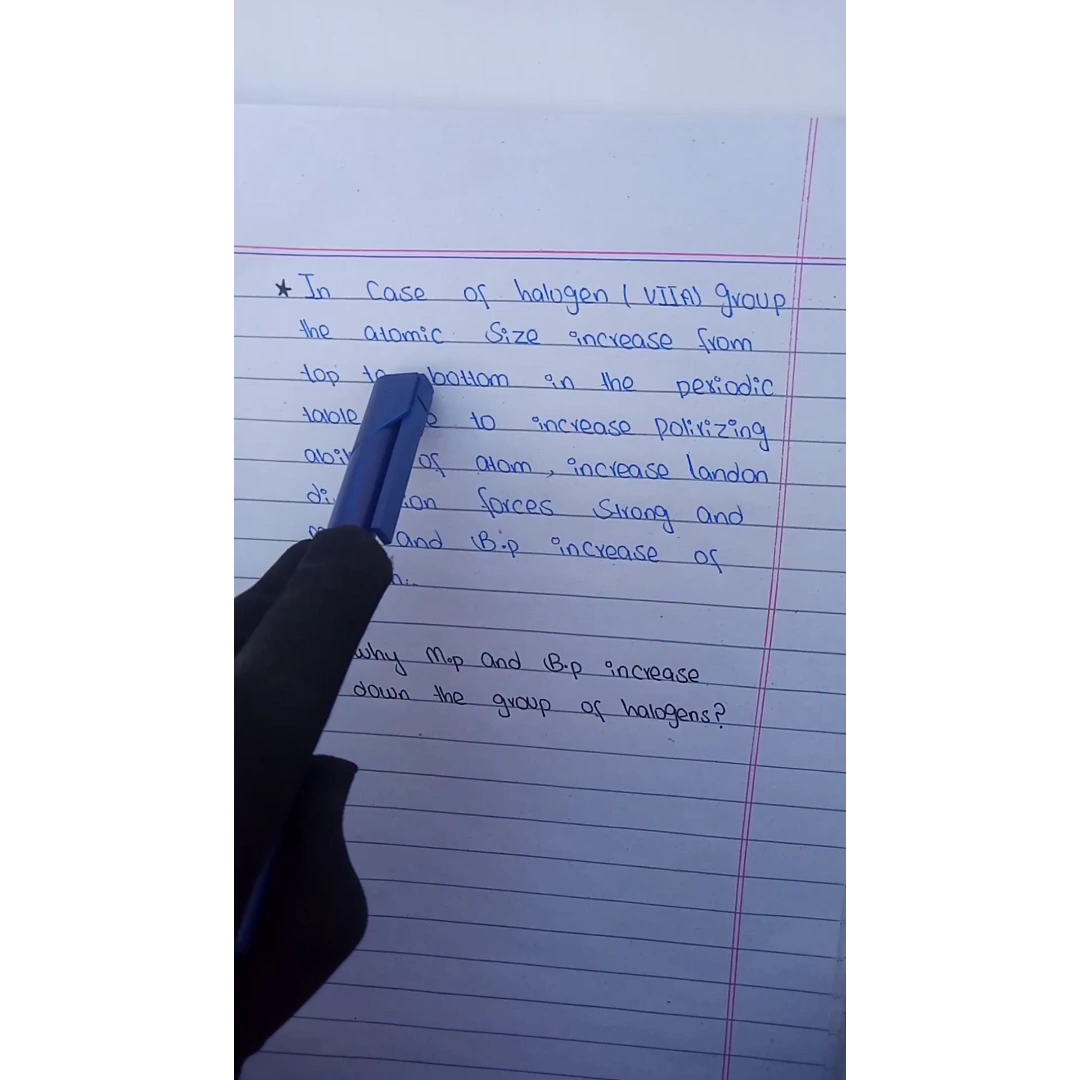 ★ In Case of halogen (VIIA) group
the atomic Size increase from
top to bottom in the periodic
table to increase polirizing
of atom, increase landon
forces Strong and
and B.p increase of
why M.p and B.p increase
down the group of halogens?